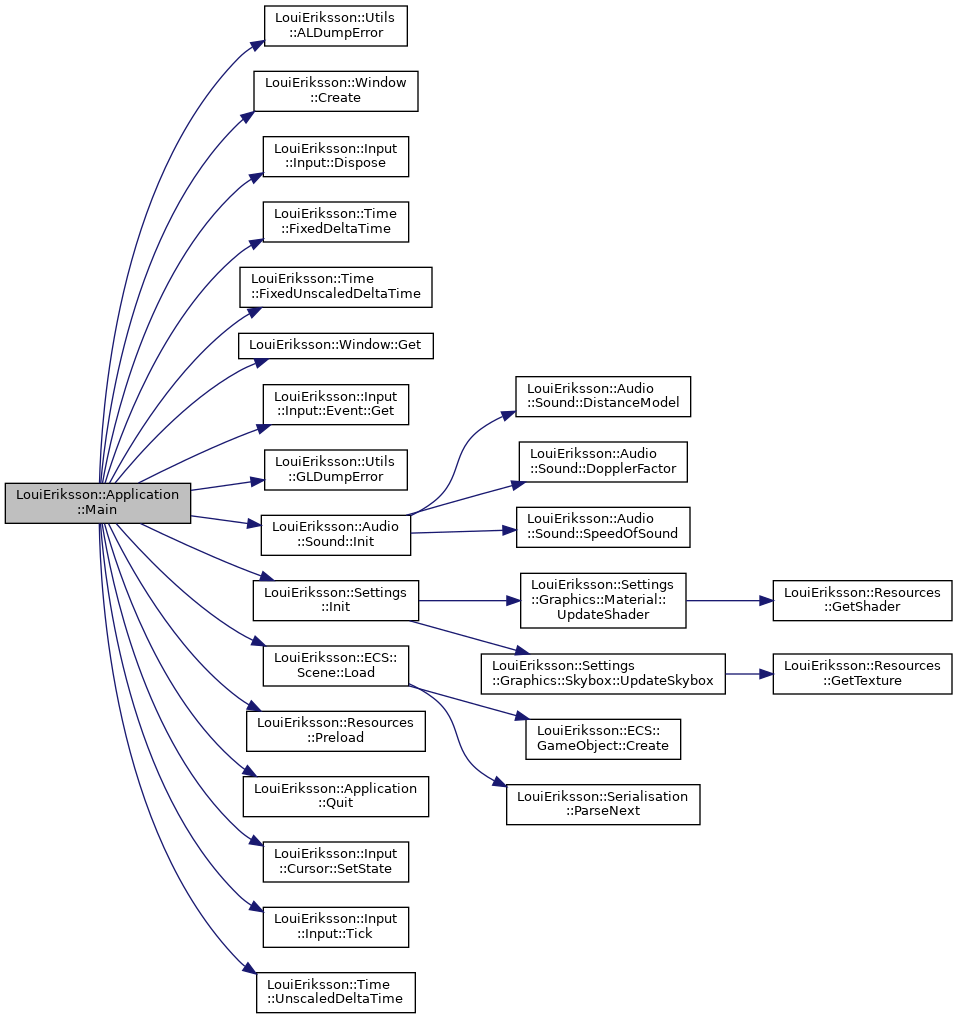 LouiEriksson::Application
::Main
LouiEriksson::Utils
::ALDumpError
LouiEriksson::Window
::Create
LouiEriksson::Input
::Input::Dispose
LouiEriksson::Time
::FixedDeltaTime
LouiEriksson::Time
::FixedUnscaledDeltaTime
LouiEriksson::Window::Get
LouiEriksson::Input
::Input::Event::Get
LouiEriksson::Utils
::GLDumpError
LouiEriksson::Audio
::Sound::Init
LouiEriksson::Audio
::Sound::DistanceModel
LouiEriksson::Audio
::Sound::DopplerFactor
LouiEriksson::Audio
::Sound::SpeedOfSound
LouiEriksson::Settings
::Init
LouiEriksson::Settings
::Graphics::Material::
UpdateShader
LouiEriksson::Resources
::GetShader
LouiEriksson::Settings
::Graphics::Skybox::UpdateSkybox
LouiEriksson::Resources
::GetTexture
LouiEriksson::ECS::
Scene::Load
LouiEriksson::ECS::
GameObject::Create
LouiEriksson::Serialisation
::ParseNext
LouiEriksson::Resources
::Preload
LouiEriksson::Application
::Quit
LouiEriksson::Input
::Cursor::SetState
LouiEriksson::Input
::Input::Tick
LouiEriksson::Time
::UnscaledDeltaTime